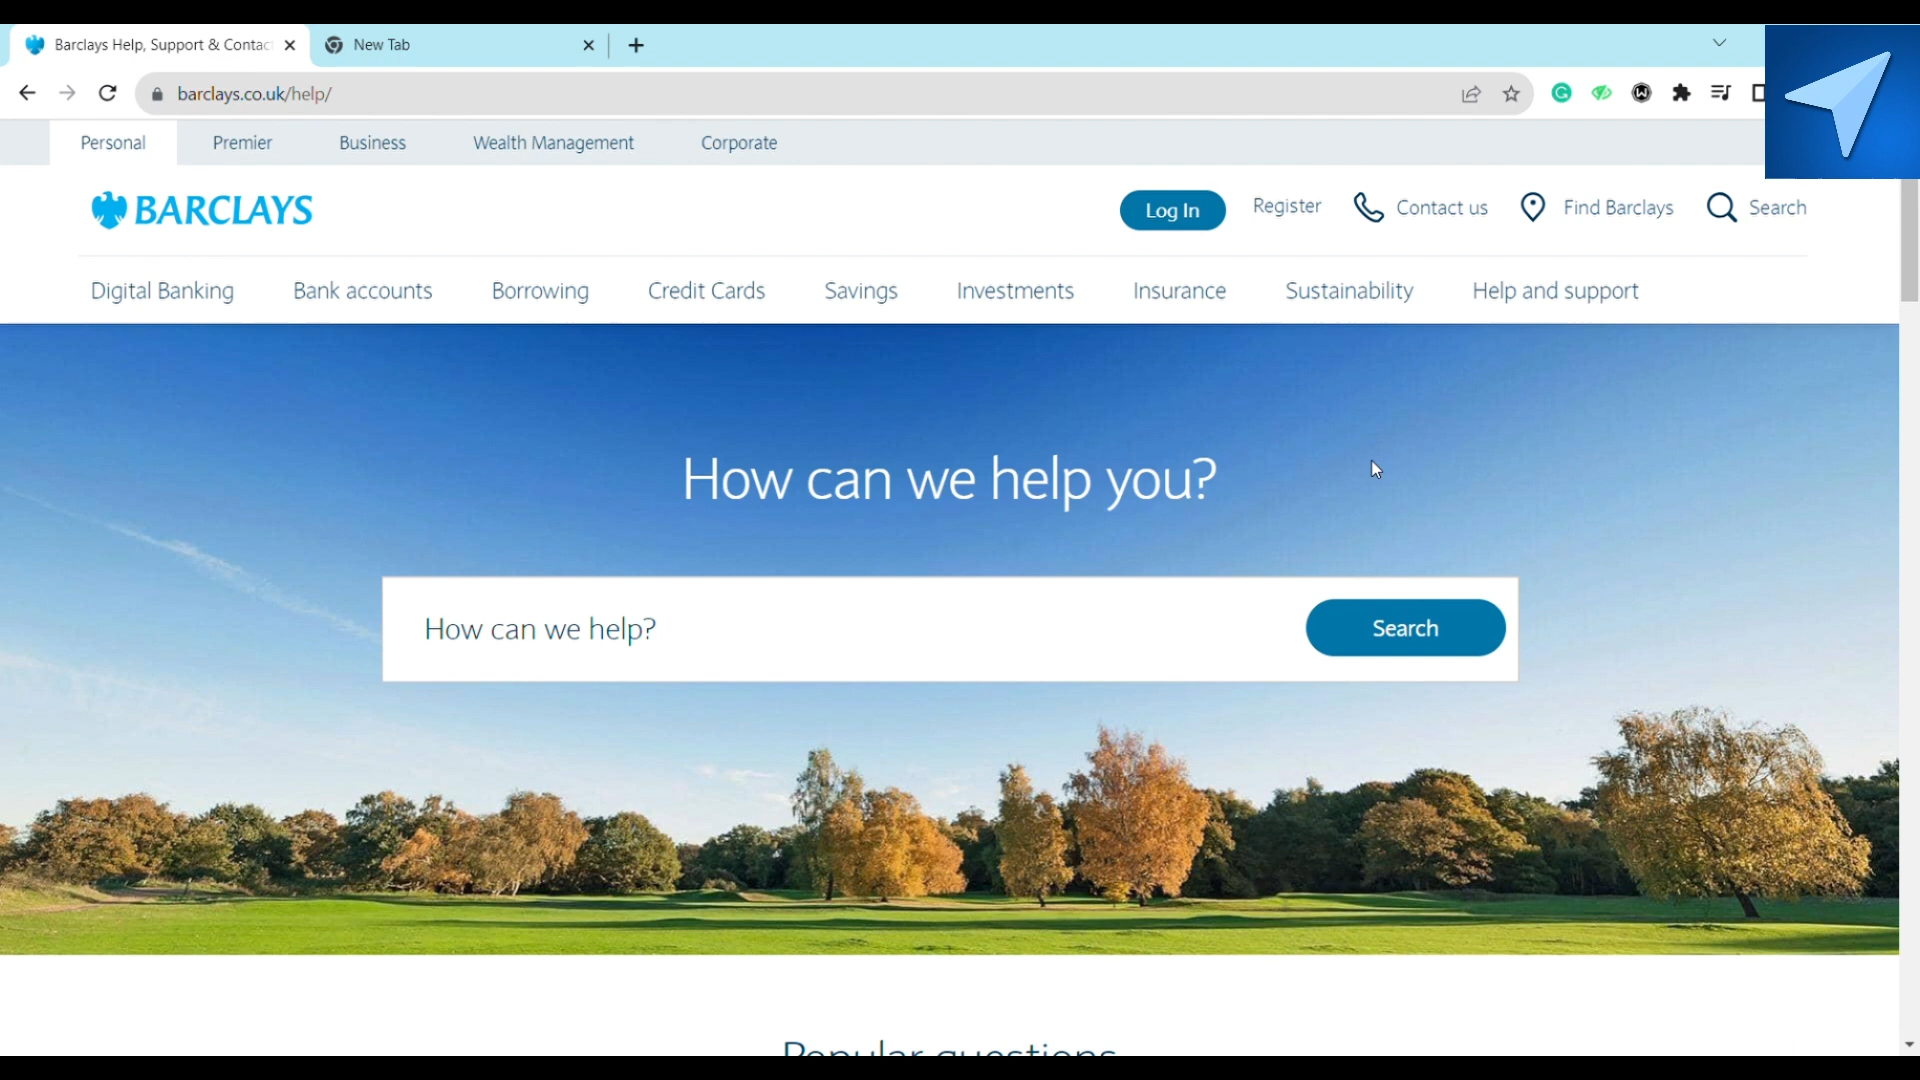 Barclays Help, Support & Contac
New Tab
barclays.co.uk/help/
Personal Premier Business Wealth Management Corporate
BARCLAYS
Log In Register Contact us Find Barclays Search
Digital Banking Bank accounts Borrowing Credit Cards Savings Investments Insurance Sustainability Help and support
How can we help you?
How can we help?
Search
Popular questions